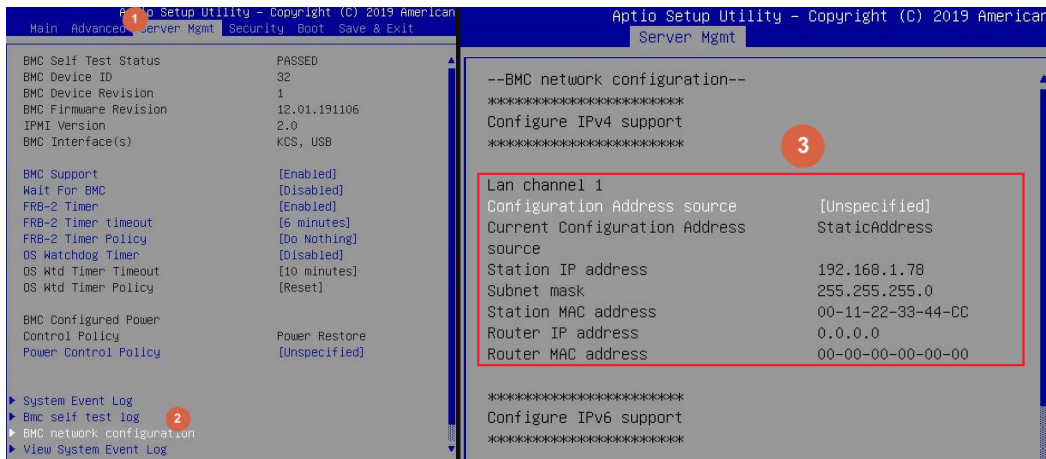 Aptio Setup Utility - Copyright (C) 2019 American
1
Main Advanced Server Mgmt Security Boot Save & Exit
BMC Self Test Status PASSED
BMC Device ID 32
BMC Device Revision 1
BMC Firmware Revision 12.01.191106
IPMI Version 2.0
BMC Interface(s) KCS, USB
BMC Support [Enabled]
Wait For BMC [Disabled]
FRB-2 Timer [Enabled]
FRB-2 Timer timeout [6 minutes]
FRB-2 Timer Policy [Do Nothing]
OS Watchdog Timer [Disabled]
OS Wtd Timer Timeout [10 minutes]
OS Wtd Timer Policy [Reset]
BMC Configured Power
Control Policy Power Restore
Power Control Policy [Unspecified]
System Event Log
Bmc self test log
2
BMC network configuration
View System Event Log
Aptio Setup Utility - Copyright (C) 2019 American
Server Mgmt
--BMC network configuration--
***********************
Configure IPv4 support
***********************
3
Lan channel 1
Configuration Address source [Unspecified]
Current Configuration Address StaticAddress
source
Station IP address 192.168.1.78
Subnet mask 255.255.255.0
Station MAC address 00-11-22-33-44-CC
Router IP address 0.0.0.0
Router MAC address 00-00-00-00-00-00
***********************
Configure IPv6 support
***********************